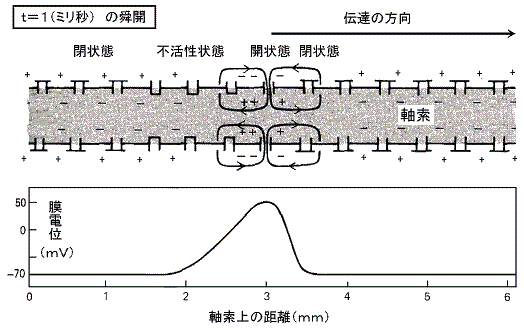 t＝1（ミリ秒）の舜開
伝達の方向
閉状態 不活性状態 開状態 閉状態
軸索
膜電位
（mV）
50
0
-70
0 1 2 3 4 5 6
軸索上の距離（mm）